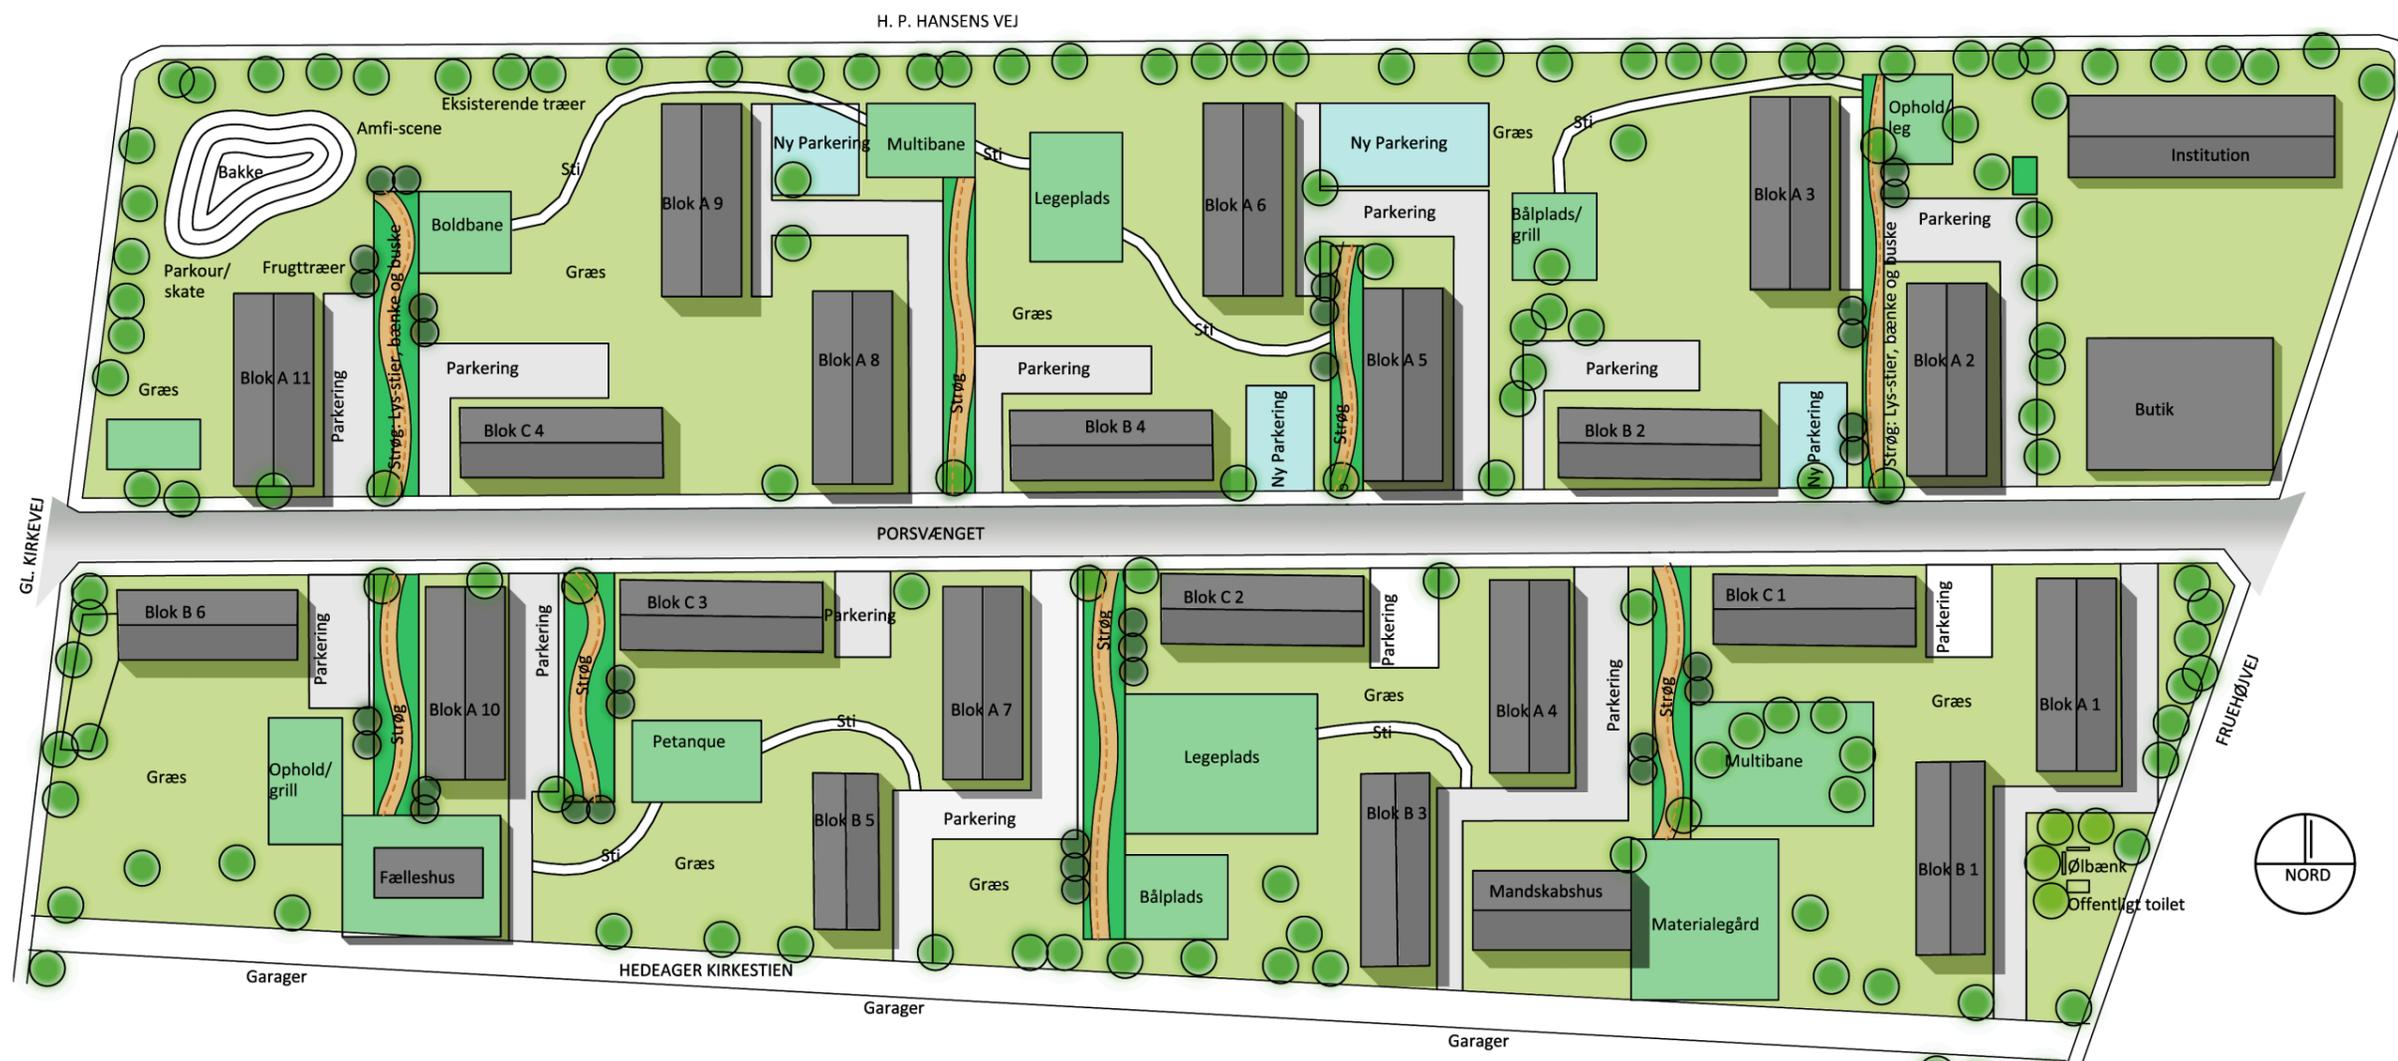 H. P. HANSENS VEJ
Eksisterende træer
Amfi-scene
Bakke
Parkour/
skate
Frugttræer
Boldbane
Sti
Græs
Blok A 9
Ny Parkering
Multibane
Sti
Legeplads
Blok A 6
Ny Parkering
Græs
Parkering
Sti
Bålplads/
grill
Blok A 3
Ophold/
leg
Parkering
Institution
Græs
Blok A 11
Parkering
Strøg: Lys-stier, bænke og buske
Parkering
Blok C 4
Blok A 8
Strøg
Græs
Parkering
Blok B 4
Sti
Ny Parkering
Strøg
S
Blok A 5
Parkering
Blok B 2
Ny Parkering
Strøg: Lys-stier, bænke og buske
Blok A 2
Butik
GL. KIRKEVEJ
PORSVÆNGET
Blok B 6
Parkering
Strøg
Blok A 10
Parkering
Strøg
Blok C 3
Parkering
Petanque
Sti
Blok A 7
Strøg
Blok C 2
Parkering
Græs
Legeplads
Sti
Blok A 4
Parkering
Strøg
Blok C 1
Parkering
Multibane
Græs
Blok A 1
FRUEHØJVEJ
Græs
Ophold/
grill
Fælleshus
Sti
Græs
Blok B 5
Parkering
Græs
Bålplads
Blok B 3
Mandskabshus
Materialegård
Blok B 1
Ølbænk
Offentligt toilet
NORD
HEDEAGER KIRKESTIEN
Garager
Garager
Garager